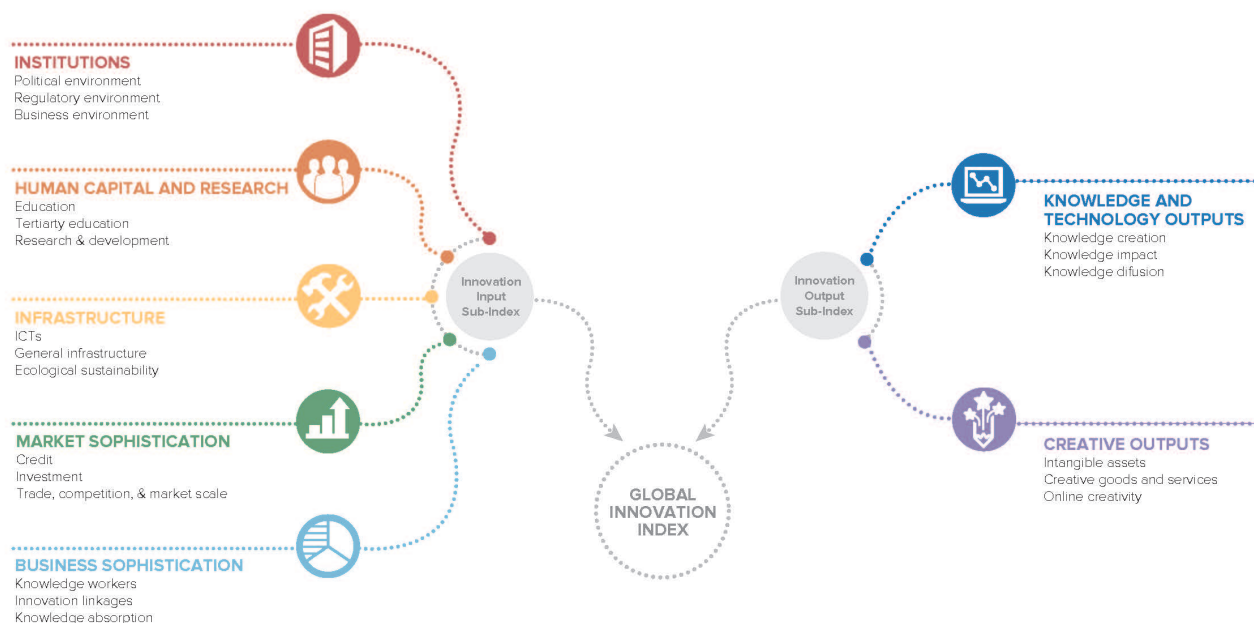 INSTITUTIONS
Political environment
Regulatory environment
Business environment
HUMAN CAPITAL AND RESEARCH
Education
Tertiarty education
Research & development
INFRASTRUCTURE
ICTs
General infrastructure
Ecological sustainability
MARKET SOPHISTICATION
Credit
Investment
Trade, competition, & market scale
BUSINESS SOPHISTICATION
Knowledge workers
Innovation linkages
Knowledge absorption
Innovation
Input
Sub-Index
GLOBAL
INNOVATION
INDEX
Innovation
Output
Sub-Index
KNOWLEDGE AND
TECHNOLOGY OUTPUTS
Knowledge creation
Knowledge impact
Knowledge difusion
CREATIVE OUTPUTS
Intangible assets
Creative goods and services
Online creativity